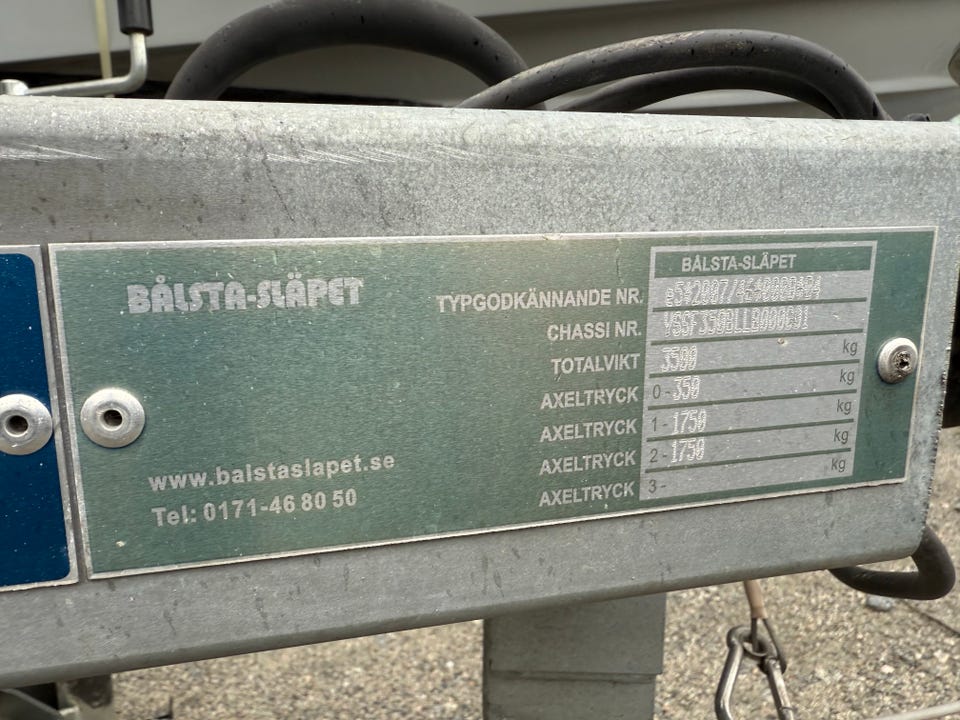 BÅLSTA-SLÄPET
www.balstaslapet.se
Tel: 0171-46 80 50
BÅLSTA-SLÄPET
TYPGODKÄNNANDE NR.
CHASSI NR.
TOTALVIKT 3500 kg
AXELTRYCK 0 - 350 kg
AXELTRYCK 1 - 1750 kg
AXELTRYCK 2 - 1750 kg
AXELTRYCK 3 - kg